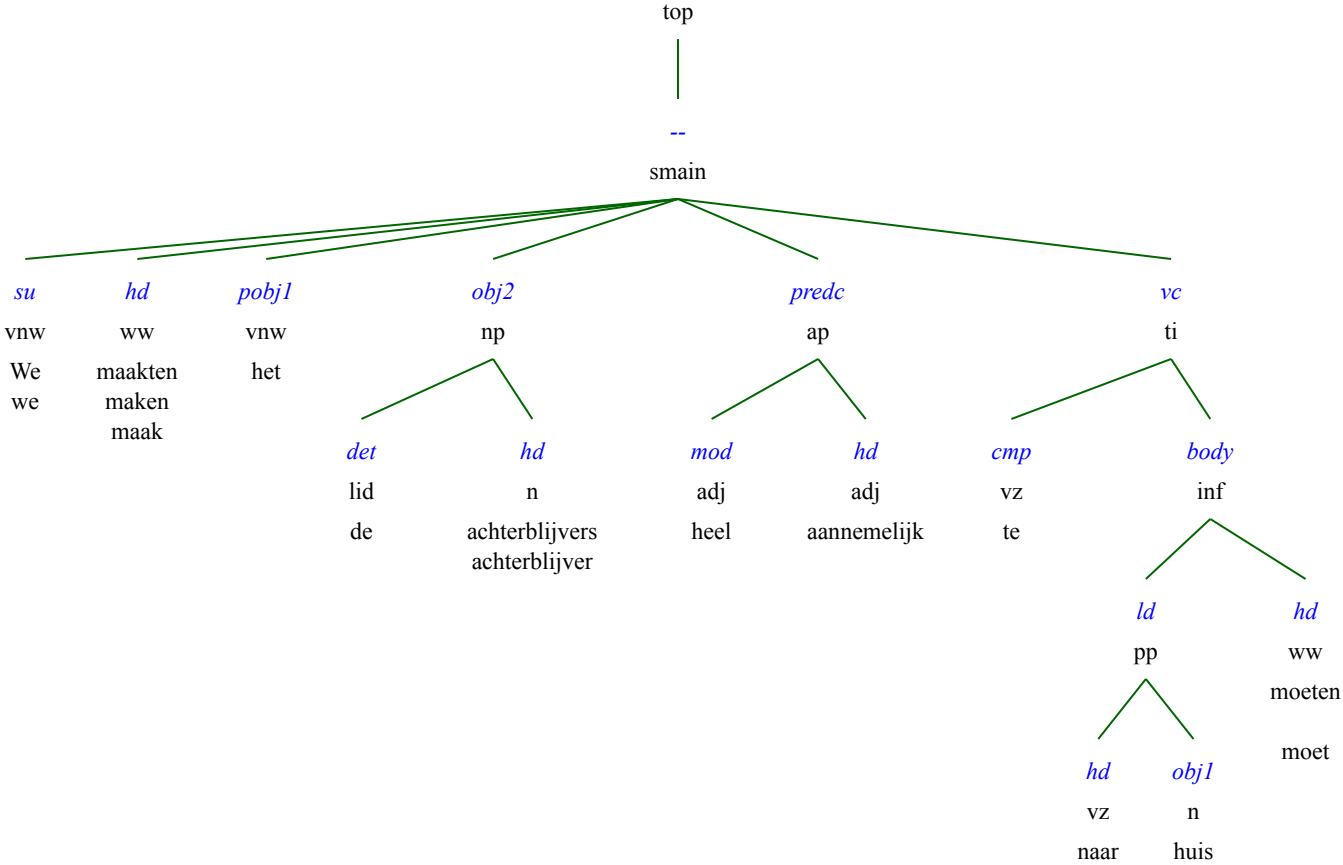 top
--
smain
su hd pobj1 obj2 predc vc
vnw ww vnw np ap ti
We maakten het
we maken
maak
det hd mod hd cmp body
lid n adj adj vz inf
de achterblijvers heel aannemelijk te
achterblijver
ld hd
pp ww
moeten
moet
hd obj1
vz n
naar huis